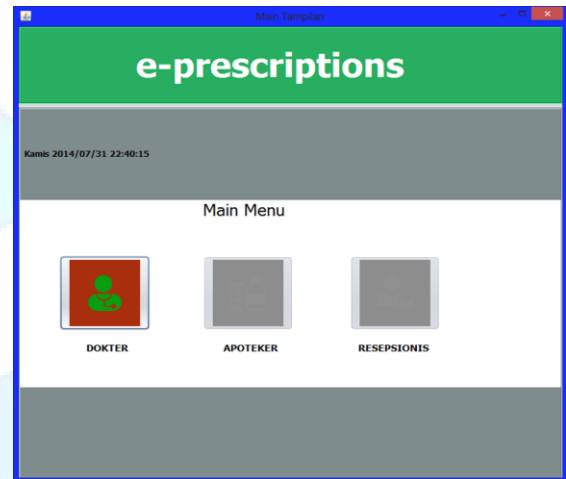 Main Tampilan
e-prescriptions
Kamis 2014/07/31 22:40:15
Main Menu
DOKTER
APOTEKER
RESEPSIONIS